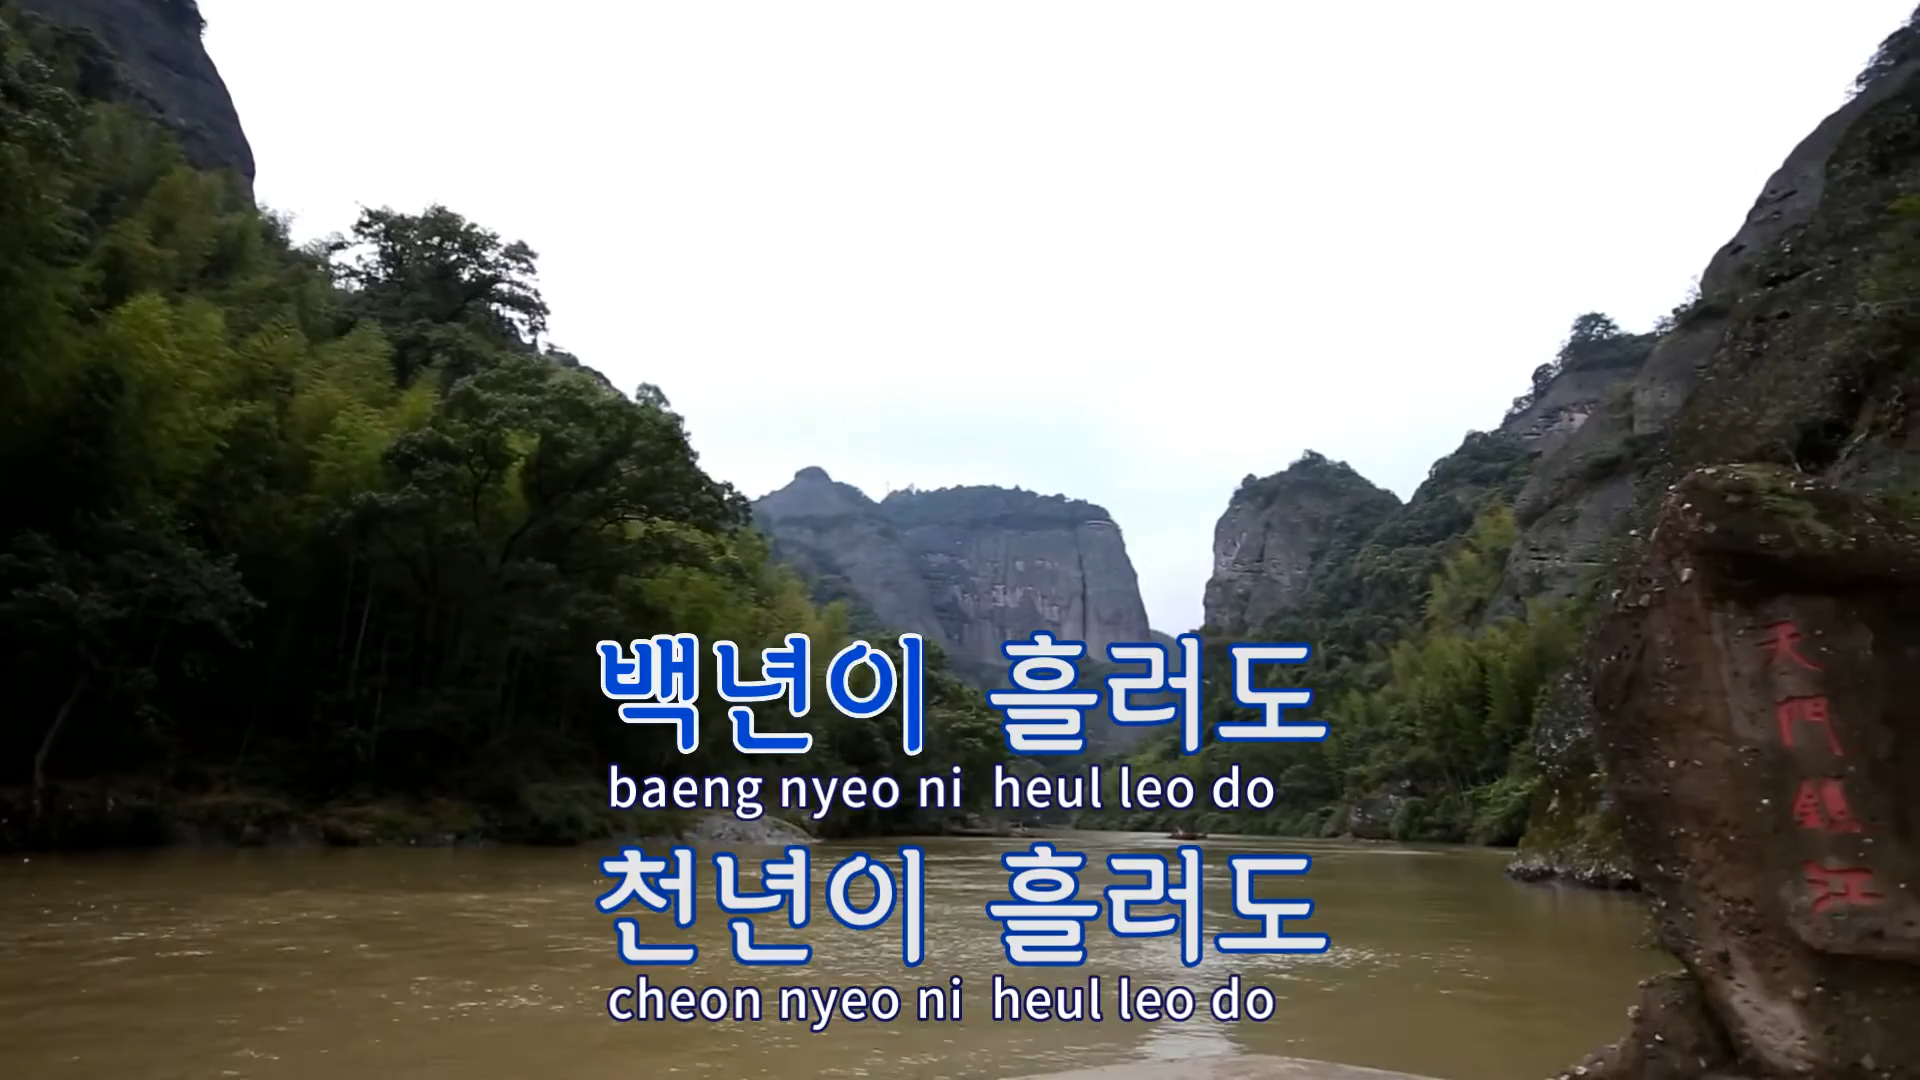 백년이 흘러도
baeng nyeo ni heul leo do
천년이 흘러도
cheon nyeo ni heul leo do
天門鎮江